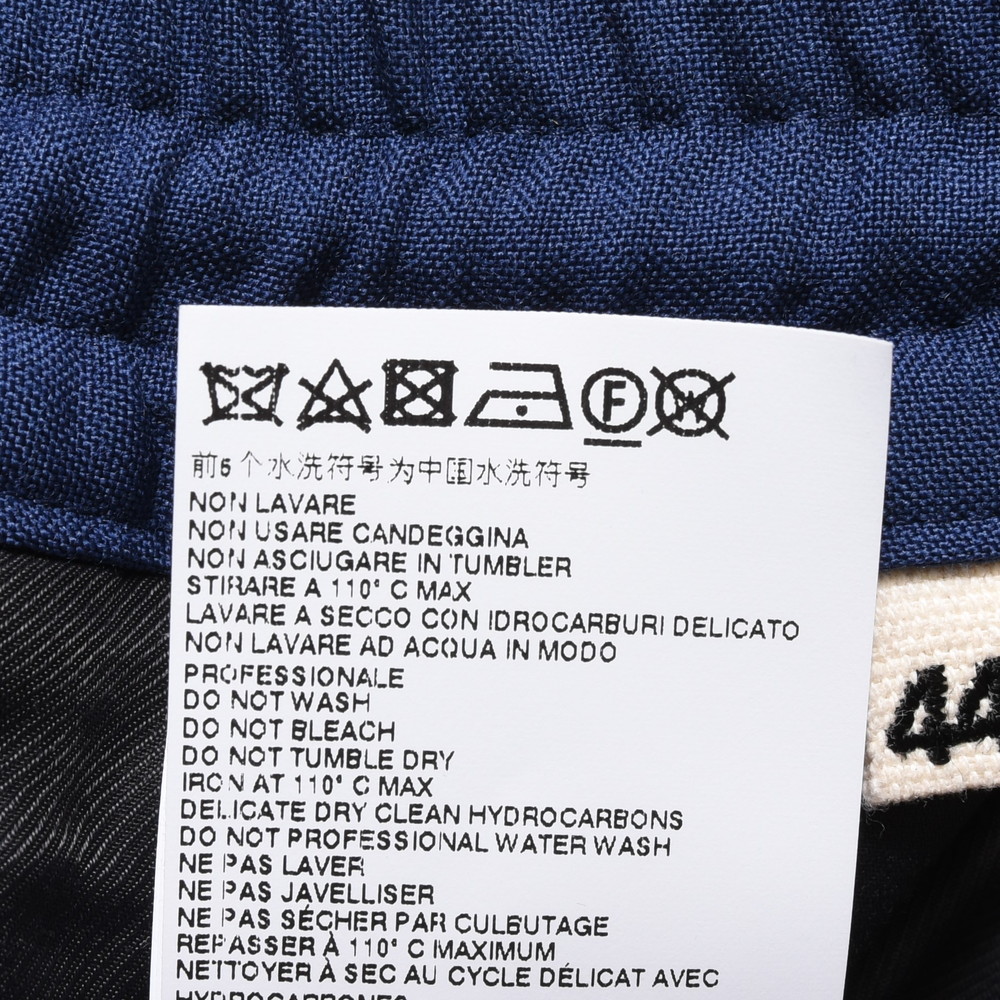 F W
前6个水洗符号为中国水洗符号
NON LAVARE
NON USARE CANDEGGINA
NON ASCIUGARE IN TUMBLER
STIRARE A 110° C MAX
LAVARE A SECCO CON IDROCARBURI DELICATO
NON LAVARE AD ACQUA IN MODO
PROFESSIONALE
DO NOT WASH
DO NOT BLEACH
DO NOT TUMBLE DRY
IRON AT 110° C MAX
DELICATE DRY CLEAN HYDROCARBONS
DO NOT PROFESSIONAL WATER WASH
NE PAS LAVER
NE PAS JAVELLISER
NE PAS SÉCHER PAR CULBUTAGE
REPASSER À 110° C MAXIMUM
NETTOYER À SEC AU CYCLE DÉLICAT AVEC
HYDROCARBONES
44